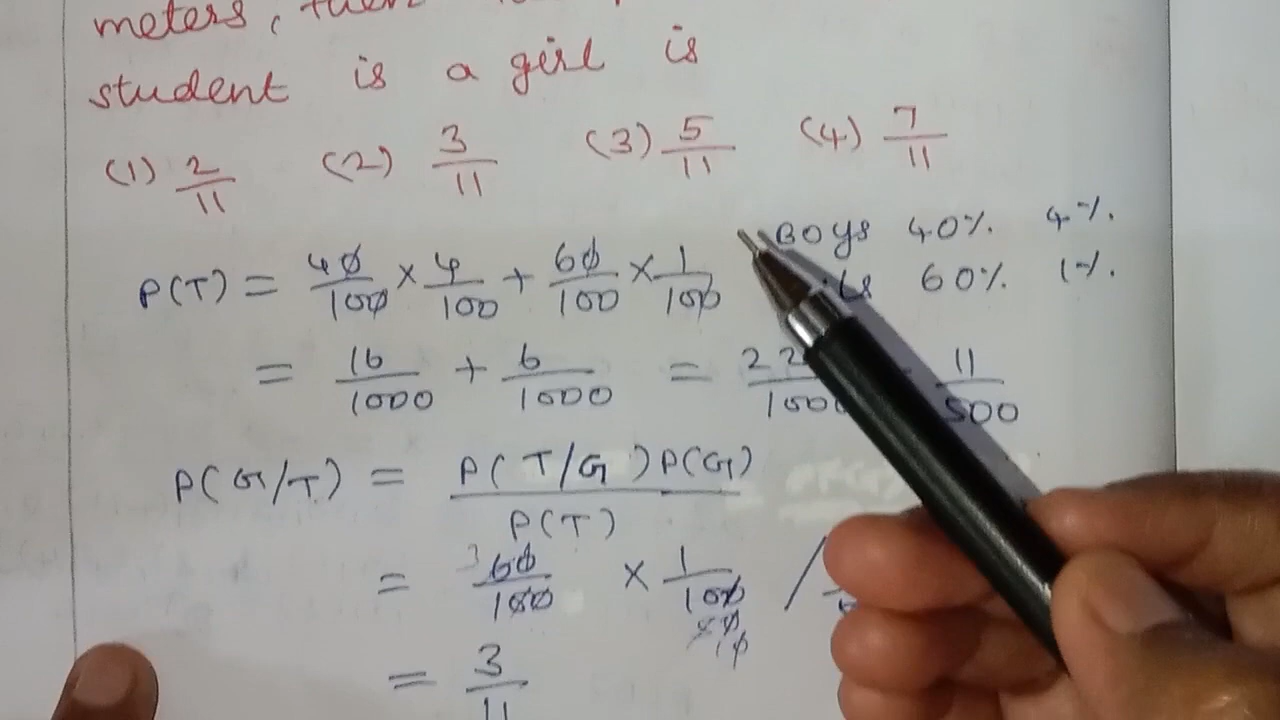 meters, then
student is a girl is
(1) 2/11 (2) 3/11 (3) 5/11 (4) 7/11
Boys 40% 4%.
60% 1%.
P(T) = 40/100 × 4/100 + 60/100 × 1/100
= 16/1000 + 6/1000 = 22/1000 = 11/500
P(G/T) = P(T/G)P(G)/P(T)
= 60/100 × 1/100 /
= 3/11